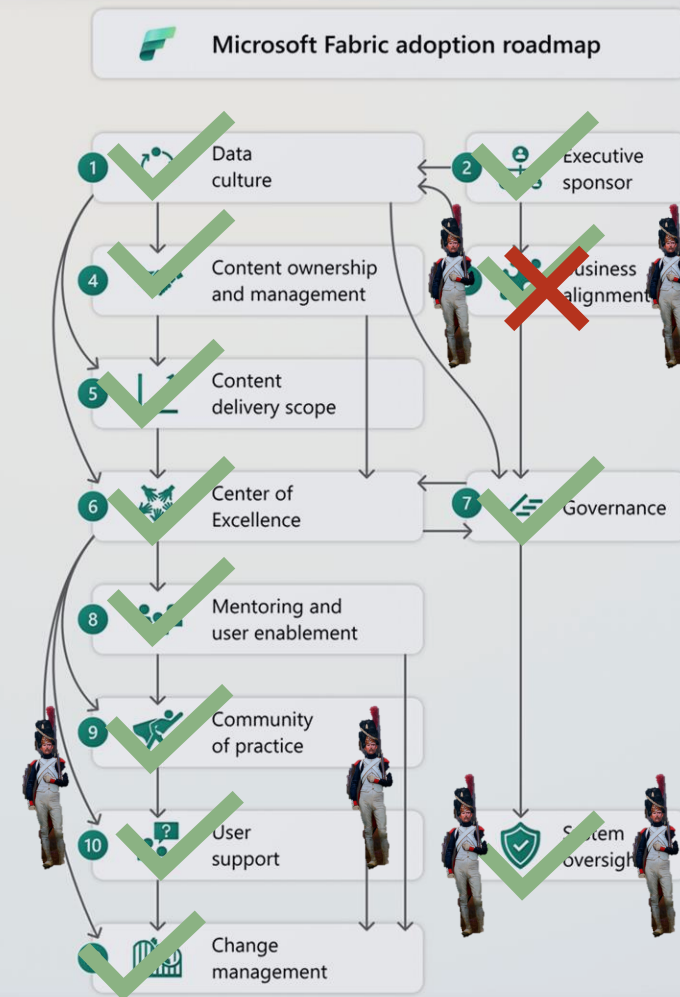 Microsoft Fabric adoption roadmap
1
Data
culture
2
Executive
sponsor
4
Content ownership
and management
alignment
5
Content
delivery scope
6
Center of
Excellence
7
Governance
8
Mentoring and
user enablement
9
Community
of practice
?
10
User
support
Change
management